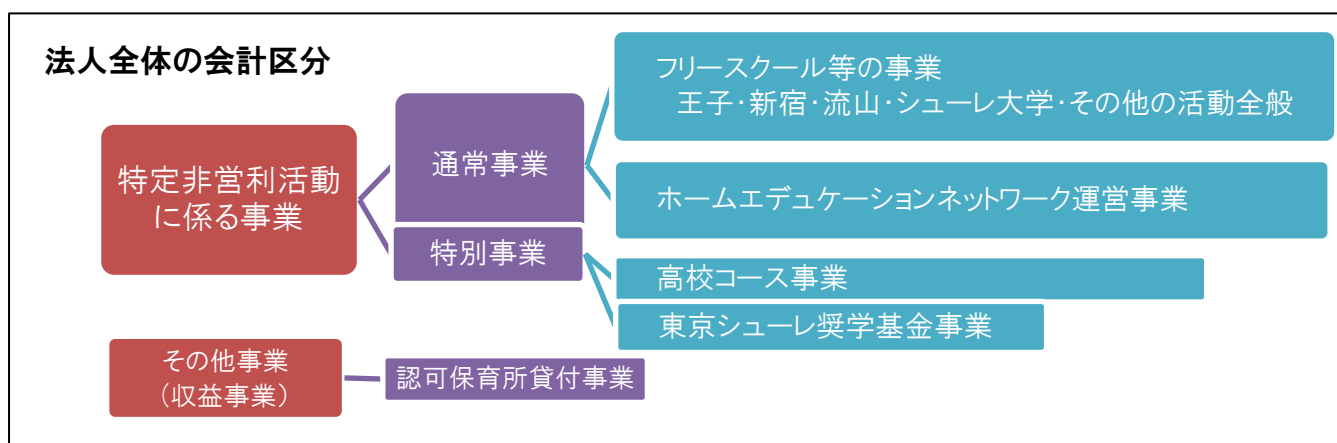 法人全体の会計区分
特定非営利活動
に係る事業
通常事業
フリースクール等の事業
王子・新宿・流山・シューレ大学・その他の活動全般
ホームエデュケーションネットワーク運営事業
特別事業
高校コース事業
東京シューレ奨学基金事業
その他事業
（収益事業）
認可保育所貸付事業